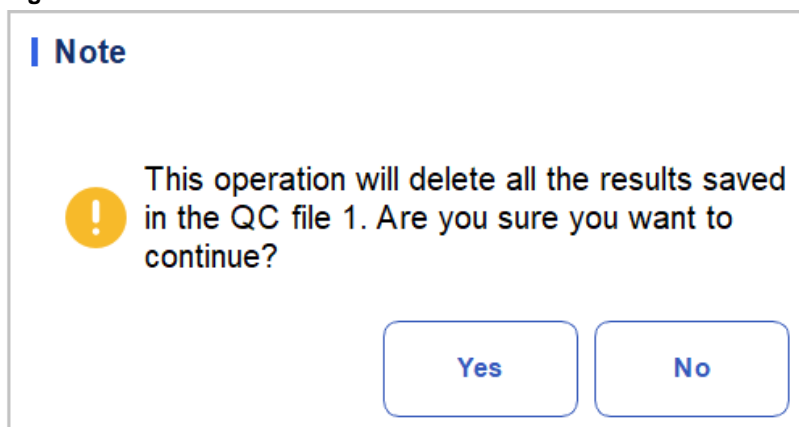 Note
This operation will delete all the results saved
in the QC file 1. Are you sure you want to
continue?
Yes
No